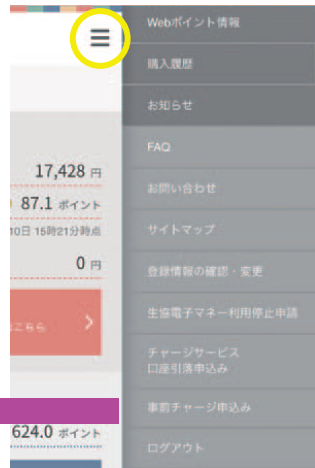 Webポイント情報
購入履歴
お知らせ
FAQ
お問い合わせ
サイトマップ
登録情報の確認・変更
生協電子マネー利用停止申請
チャージサービス
口座引落申込み
事前チャージ申込み
ログアウト
17,428 円
87.1 ポイント
10日 15時21分時点
0 円
こちら
624.0 ポイント